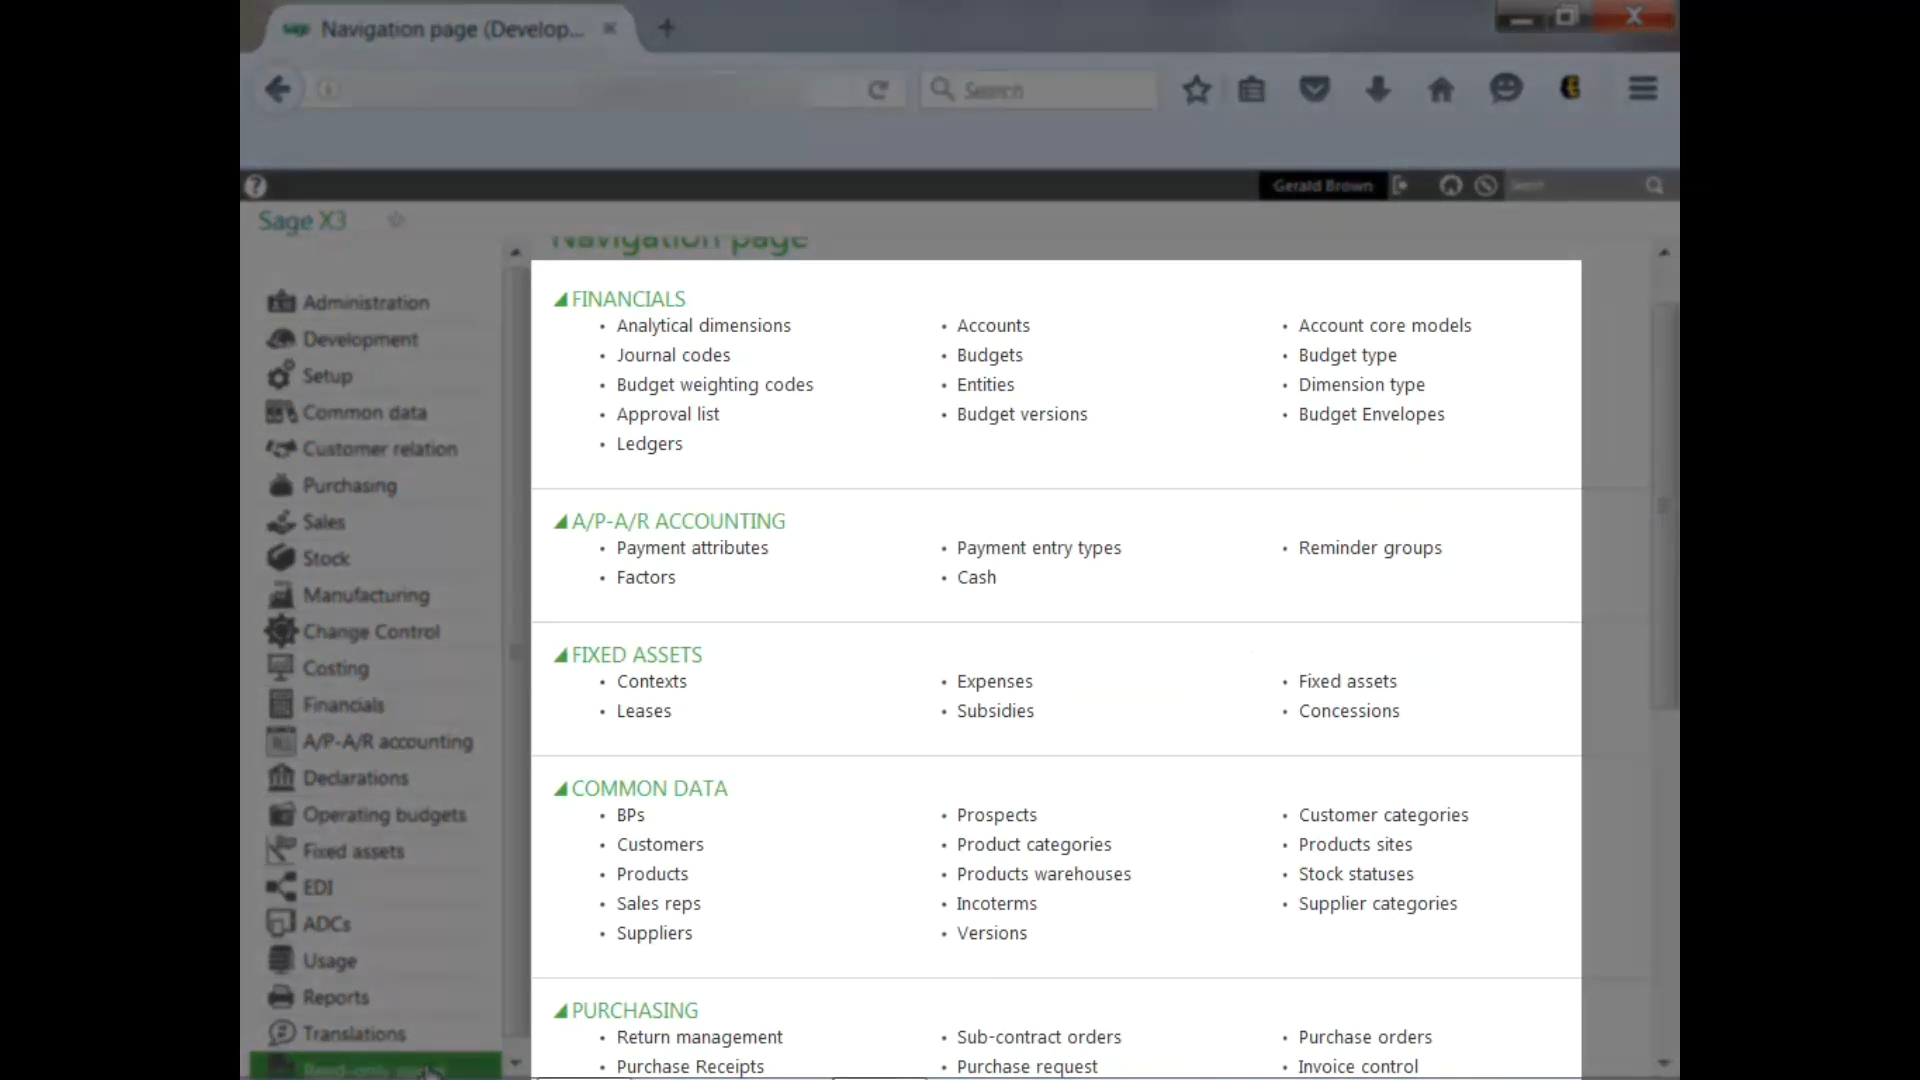 sage Navigation page (Develop...
Search
Gerald Brown
Sage X3
Navigation page
Administration
Development
Setup
Common data
Customer relation
Purchasing
Sales
Stock
Manufacturing
Change Control
Costing
Financials
A/P-A/R accounting
Declarations
Operating budgets
Fixed assets
EDI
ADCs
Usage
Reports
Translations
FINANCIALS
Analytical dimensions Accounts Account core models
Journal codes Budgets Budget type
Budget weighting codes Entities Dimension type
Approval list Budget versions Budget Envelopes
Ledgers
A/P-A/R ACCOUNTING
Payment attributes Payment entry types Reminder groups
Factors Cash
FIXED ASSETS
Contexts Expenses Fixed assets
Leases Subsidies Concessions
COMMON DATA
BPs Prospects Customer categories
Customers Product categories Products sites
Products Products warehouses Stock statuses
Sales reps Incoterms Supplier categories
Suppliers Versions
PURCHASING
Return management Sub-contract orders Purchase orders
Purchase Receipts Purchase request Invoice control